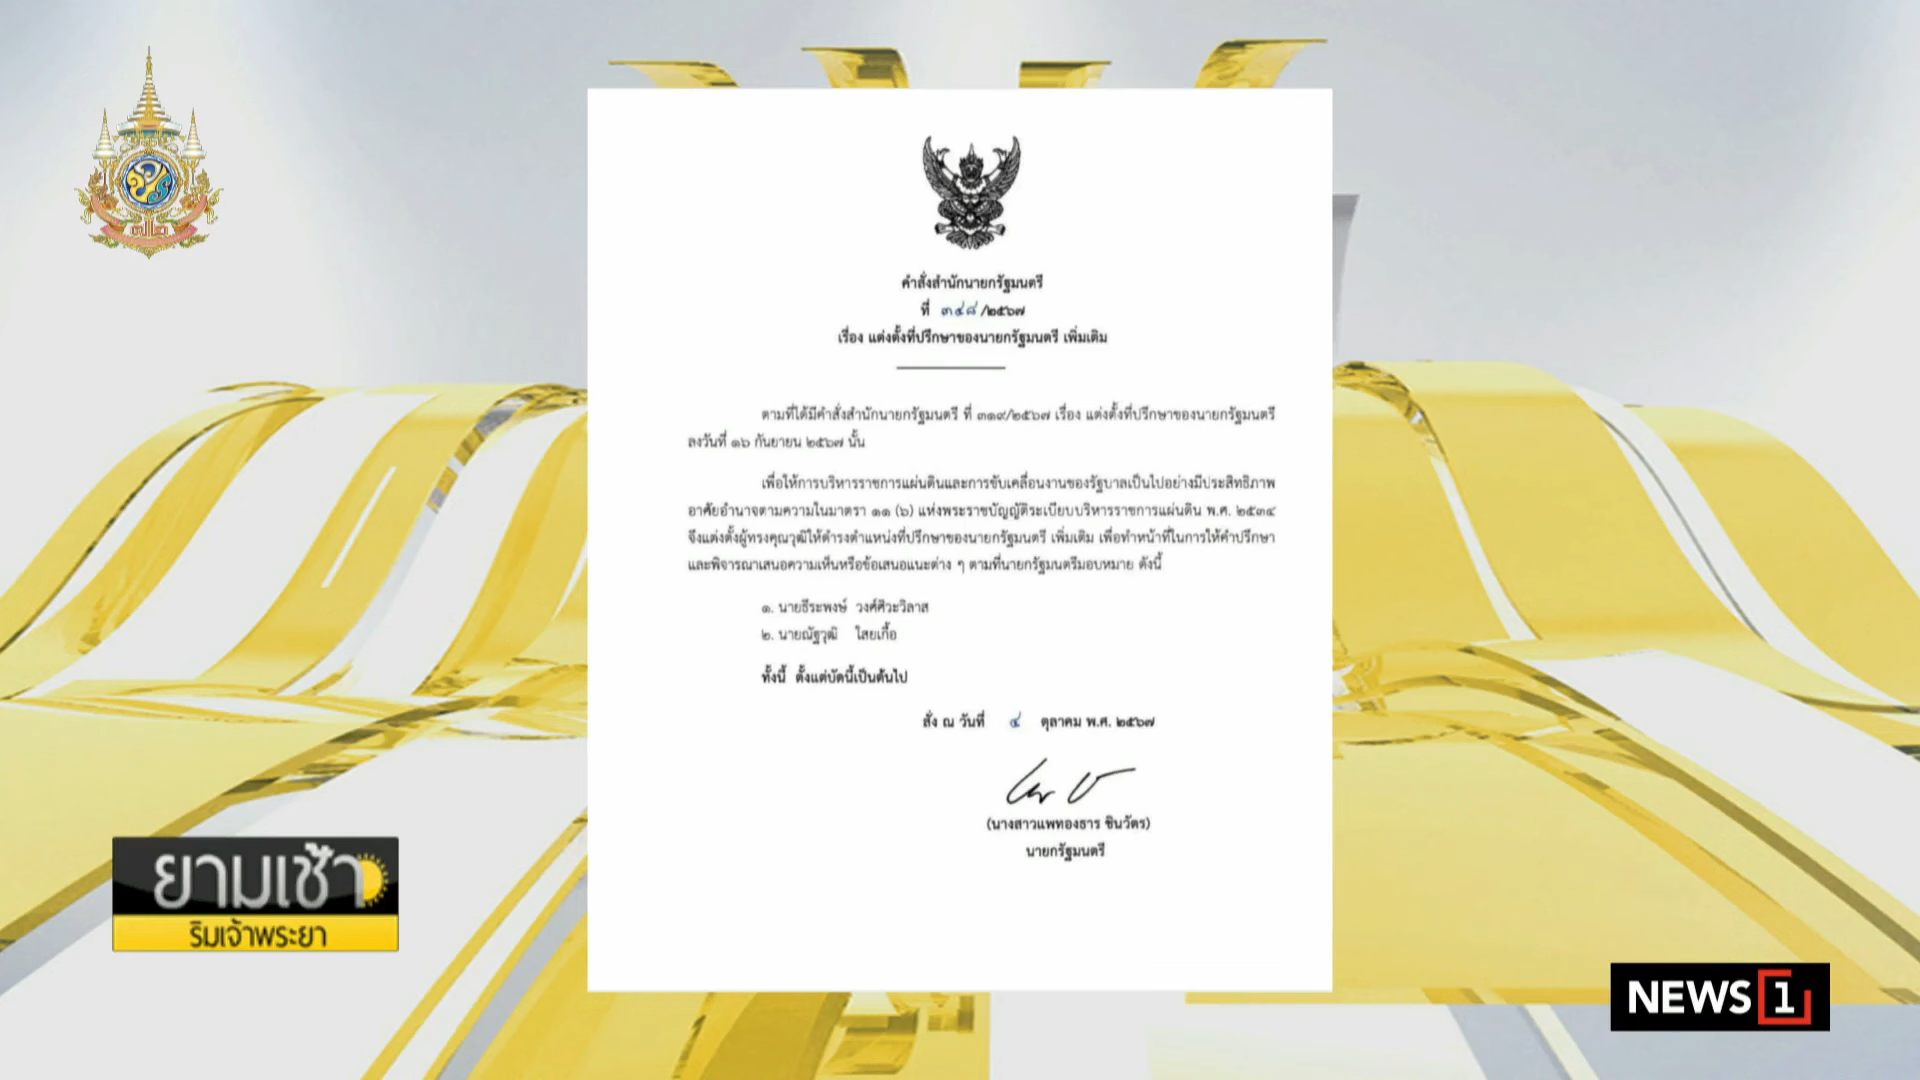 ๗๒
คำสั่งสำนักนายกรัฐมนตรี
ที่ ๓๔๘ /๒๕๖๗
เรื่อง แต่งตั้งที่ปรึกษาของนายกรัฐมนตรี เพิ่มเติม
ตามที่ได้มีคำสั่งสำนักนายกรัฐมนตรี ที่ ๓๑๙/๒๕๖๗ เรื่อง แต่งตั้งที่ปรึกษาของนายกรัฐมนตรี
ลงวันที่ ๑๖ กันยายน ๒๕๖๗ นั้น
เพื่อให้การบริหารราชการแผ่นดินและการขับเคลื่อนงานของรัฐบาลเป็นไปอย่างมีประสิทธิภาพ
อาศัยอำนาจตามความในมาตรา ๑๑ (๖) แห่งพระราชบัญญัติระเบียบบริหารราชการแผ่นดิน พ.ศ. ๒๕๓๔
จึงแต่งตั้งผู้ทรงคุณวุฒิให้ดำรงตำแหน่งที่ปรึกษาของนายกรัฐมนตรี เพิ่มเติม เพื่อทำหน้าที่ในการให้คำปรึกษา
และพิจารณาเสนอความเห็นหรือข้อเสนอแนะต่าง ๆ ตามที่นายกรัฐมนตรีมอบหมาย ดังนี้
๑. นายธีระพงษ์ วงศ์ศิวะวิลาส
๒. นายณัฐวุฒิ ใสยเกื้อ
ทั้งนี้ ตั้งแต่บัดนี้เป็นต้นไป
สั่ง ณ วันที่ ๔ ตุลาคม พ.ศ. ๒๕๖๗
(นางสาวแพทองธาร ชินวัตร)
นายกรัฐมนตรี
ยามเช้า
ริมเจ้าพระยา
NEWS 1